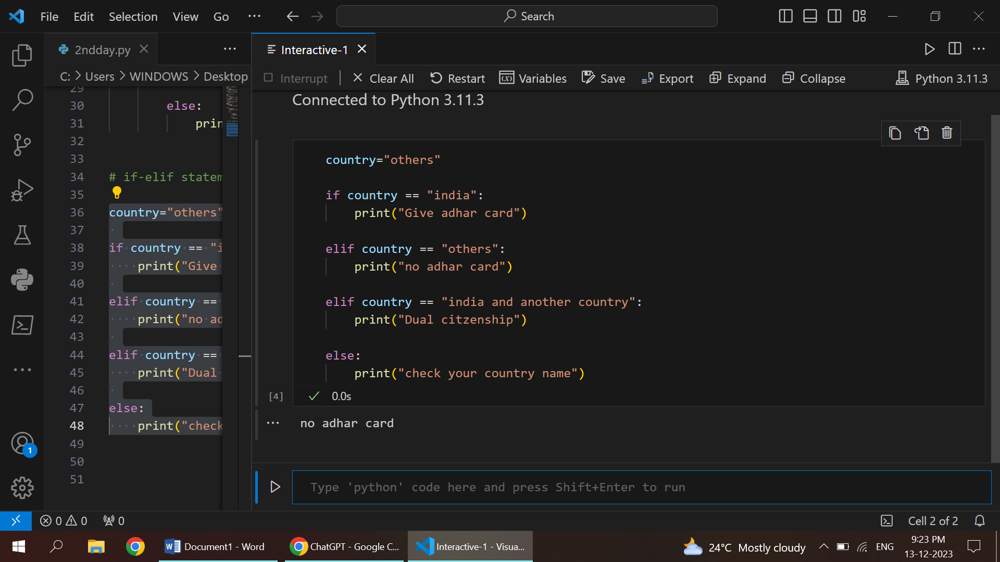 File Edit Selection View Go ··· Search
2ndday.py ···
Interactive-1 ···
C: > Users > WINDOWS > Desktop
Interrupt | Clear All Restart Variables Save Export Expand Collapse Python 3.11.3
Connected to Python 3.11.3
29
30 else:
31 prin
32
33
34 # if-elif statem
35
36 country="others"
37
38 if country == "i
39 print("Give
40
41 elif country ==
42 print("no ad
43
44 elif country ==
45 print("Dual
46
47 else:
48 print("check
49
50
51
country="others"
if country == "india":
print("Give adhar card")
elif country == "others":
print("no adhar card")
elif country == "india and another country":
print("Dual citzenship")
else:
print("check your country name")
[4] 0.0s
··· no adhar card
Type 'python' code here and press Shift+Enter to run
1
0 0 0 Cell 2 of 2
Document1 - Word ChatGPT - Google C... Interactive-1 - Visua... 24°C Mostly cloudy ENG 9:23 PM
13-12-2023